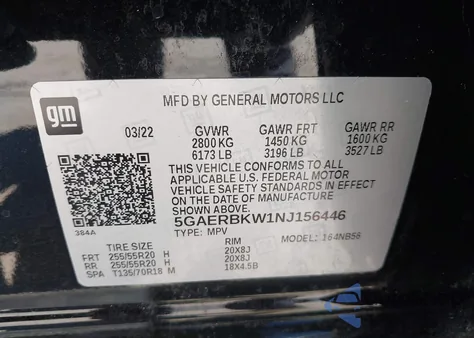 gm
MFD BY GENERAL MOTORS LLC
03/22 GVWR GAWR FRT GAWR RR
2800 KG 1450 KG 1600 KG
6173 LB 3196 LB 3527 LB
THIS VEHICLE CONFORMS TO ALL
APPLICABLE U.S. FEDERAL MOTOR
VEHICLE SAFETY STANDARDS IN EFFECT
ON THE DATE OF MANUFACTURE
SHOWN ABOVE.
5GAERBKW1NJ156446
384A
TYPE: MPV MODEL: 164NB56
TIRE SIZE RIM
FRT 255/55R20 H 20X8J
RR 255/55R20 H 20X8J
SPA T135/70R18 M 18X4.5B